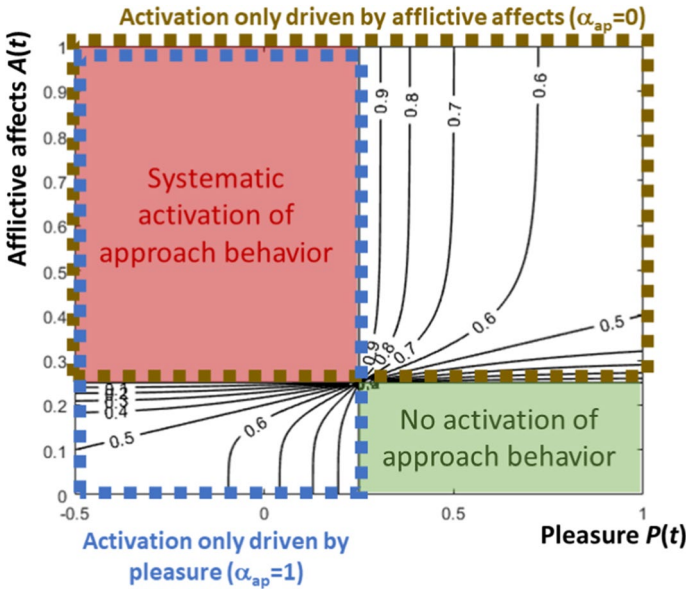 Activation only driven by afflictive affects (αap=0)
Afflictive affects A(t)
1
0.9
0.8
0.7
0.6
0.5
0.4
0.3
0.2
0.1
0
-0.5
0
0.5
1
Systematic
activation of
approach behavior
0.9
0.8
0.7
0.6
0.9
0.8
0.7
0.6
0.5
0.2
0.3
0.4
0.5
0.6
No activation of
approach behavior
Pleasure P(t)
Activation only driven by
pleasure (αap=1)